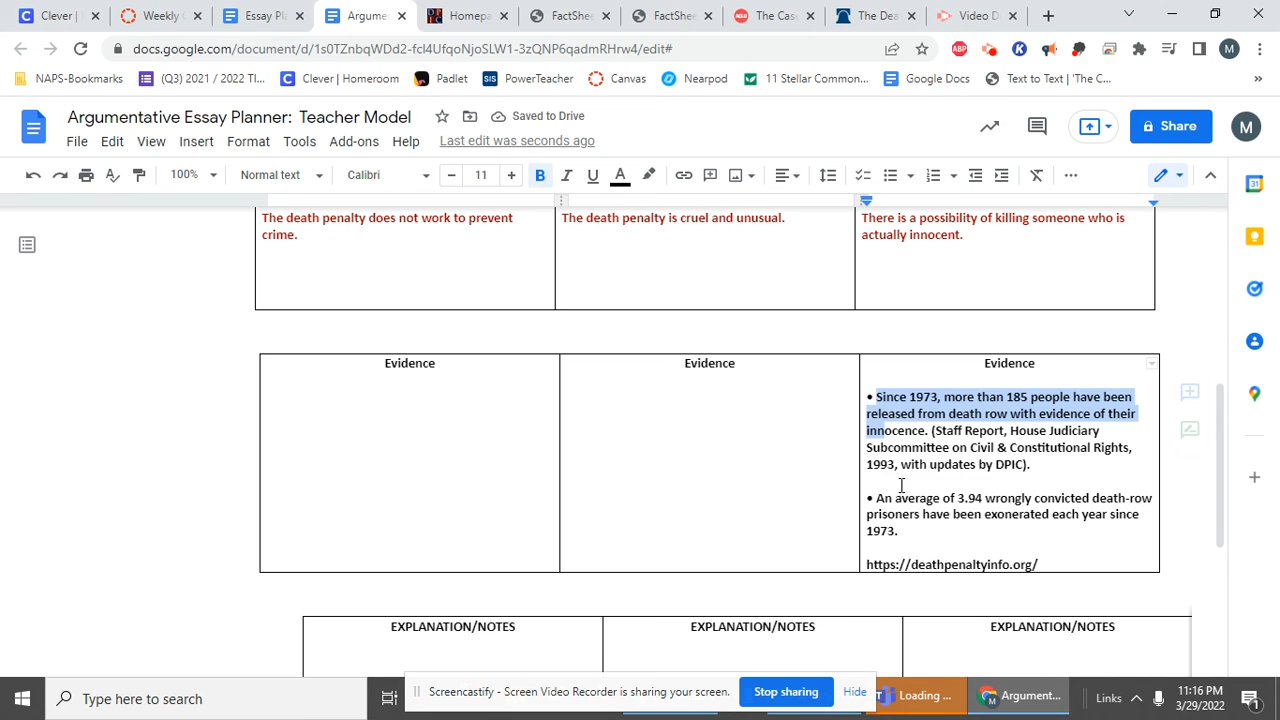 Clever |
Weekly
Essay Pla
Argumer
Homepa
FactShee
FactShee
The Case
The Dea
Video D
docs.google.com/document/d/1s0TZnbqWDd2-fcI4UfqoNjoSLW1-3zQNP6qadmRHrw4/edit#
M
NAPS-Bookmarks
(Q3) 2021 / 2022 TI...
Clever | Homeroom
Padlet
SIS
PowerTeacher
Canvas
Nearpod
11 Stellar Common...
Google Docs
Text to Text | 'The C...
»
Argumentative Essay Planner: Teacher Model
Saved to Drive
Share
M
File Edit View Insert Format Tools Add-ons Help
Last edit was seconds ago
100%
Normal text
Calibri
11
B I U A
31
The death penalty does not work to prevent
crime.
The death penalty is cruel and unusual.
There is a possibility of killing someone who is
actually innocent.
Evidence
Evidence
Evidence
• Since 1973, more than 185 people have been
released from death row with evidence of their
innocence. (Staff Report, House Judiciary
Subcommittee on Civil & Constitutional Rights,
1993, with updates by DPIC).
• An average of 3.94 wrongly convicted death-row
prisoners have been exonerated each year since
1973.
https://deathpenaltyinfo.org/
EXPLANATION/NOTES
EXPLANATION/NOTES
EXPLANATION/NOTES
Screencastify - Screen Video Recorder is sharing your screen.
Stop sharing
Hide
Type here to search
Loading ...
Argument...
Links
11:16 PM
3/29/2022